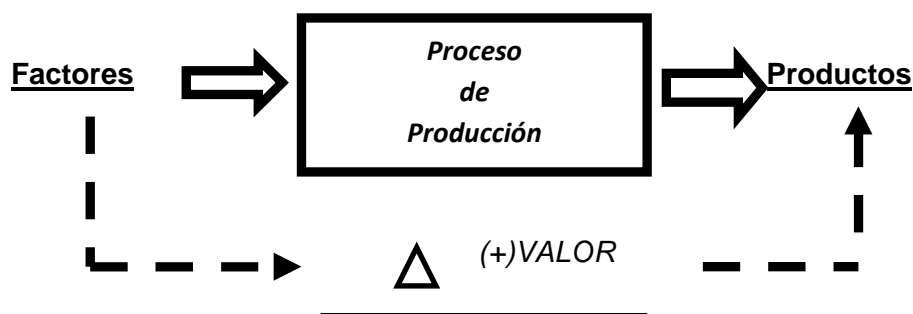 Proceso
de
Producción
Factores
Productos
(+)VALOR